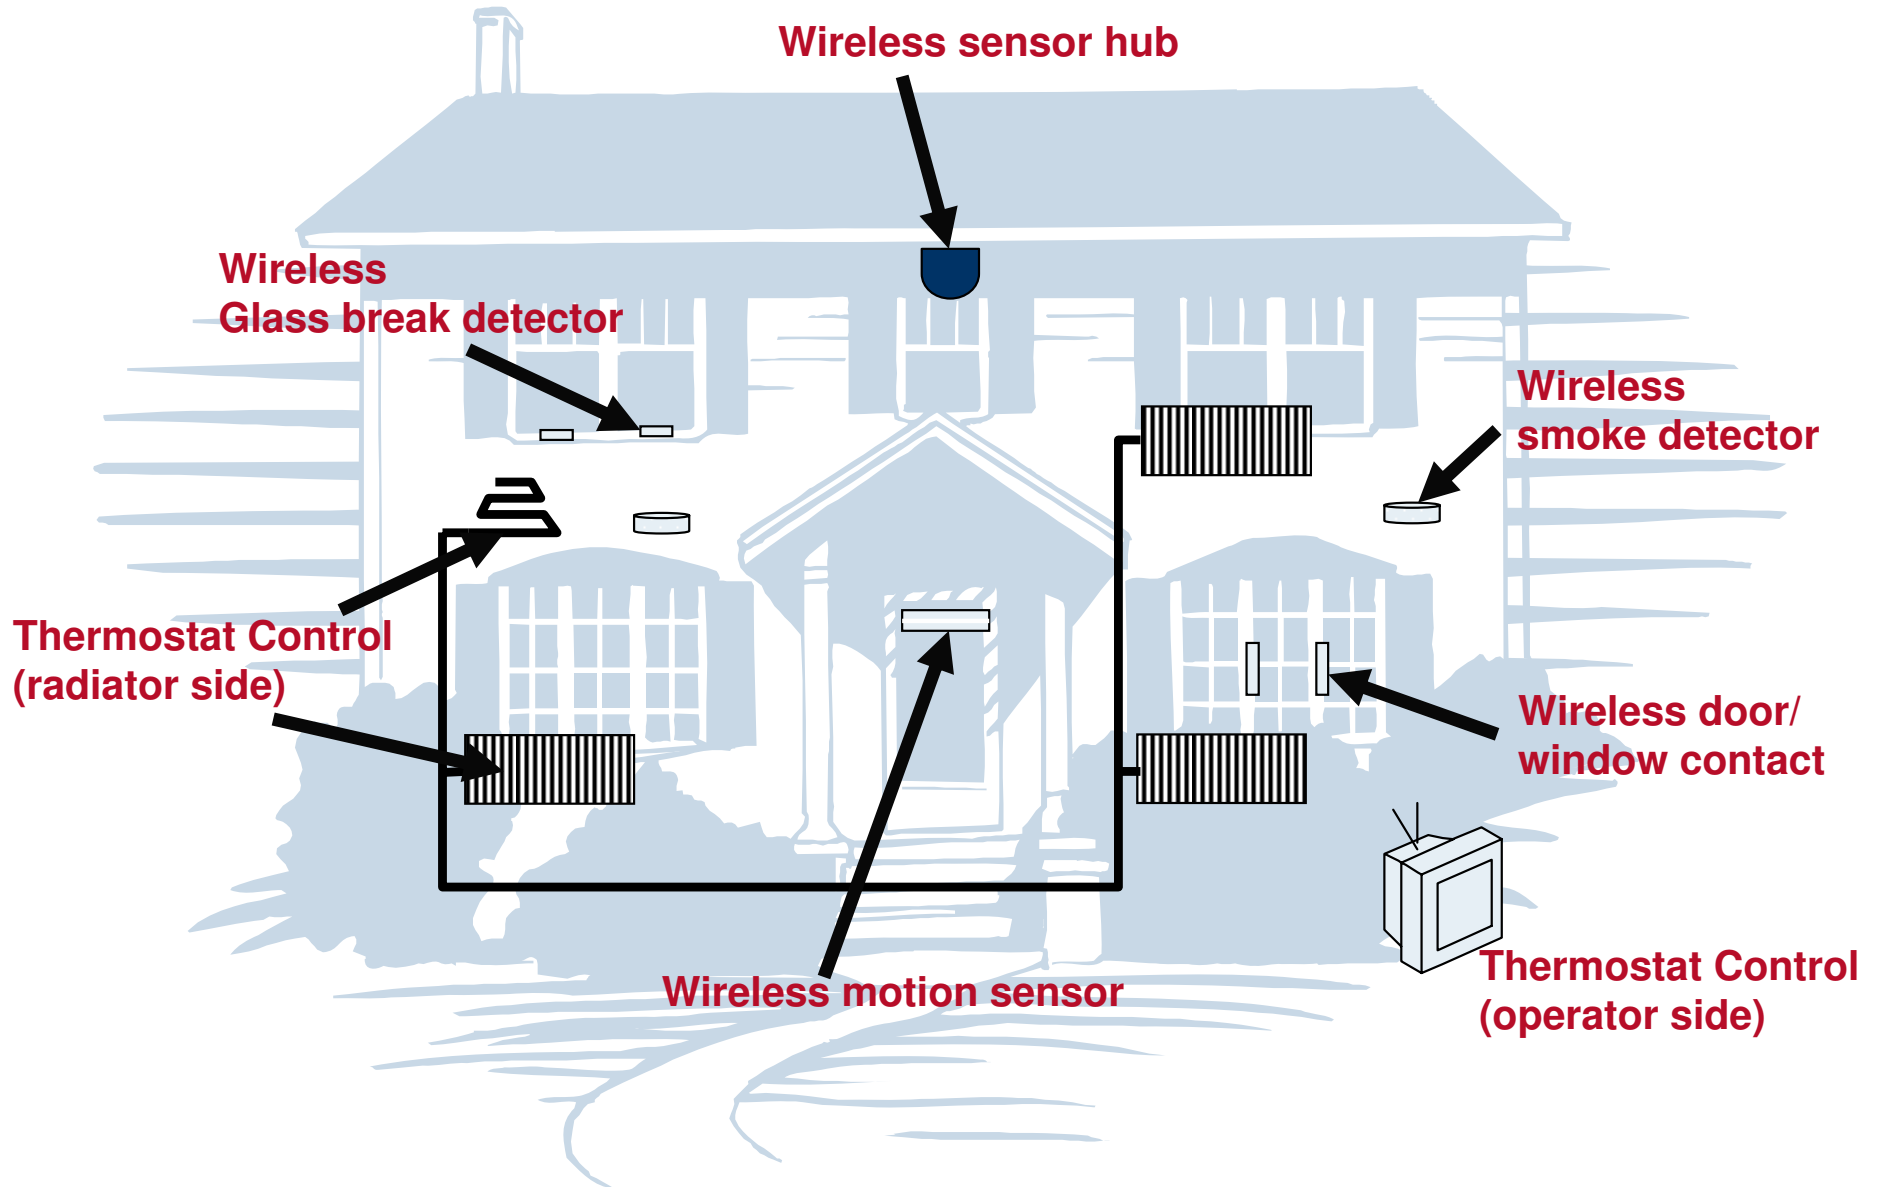 Wireless sensor hub
Wireless
Glass break detector
Wireless
smoke detector
Thermostat Control
(radiator side)
Wireless door/
window contact
Wireless motion sensor
Thermostat Control
(operator side)